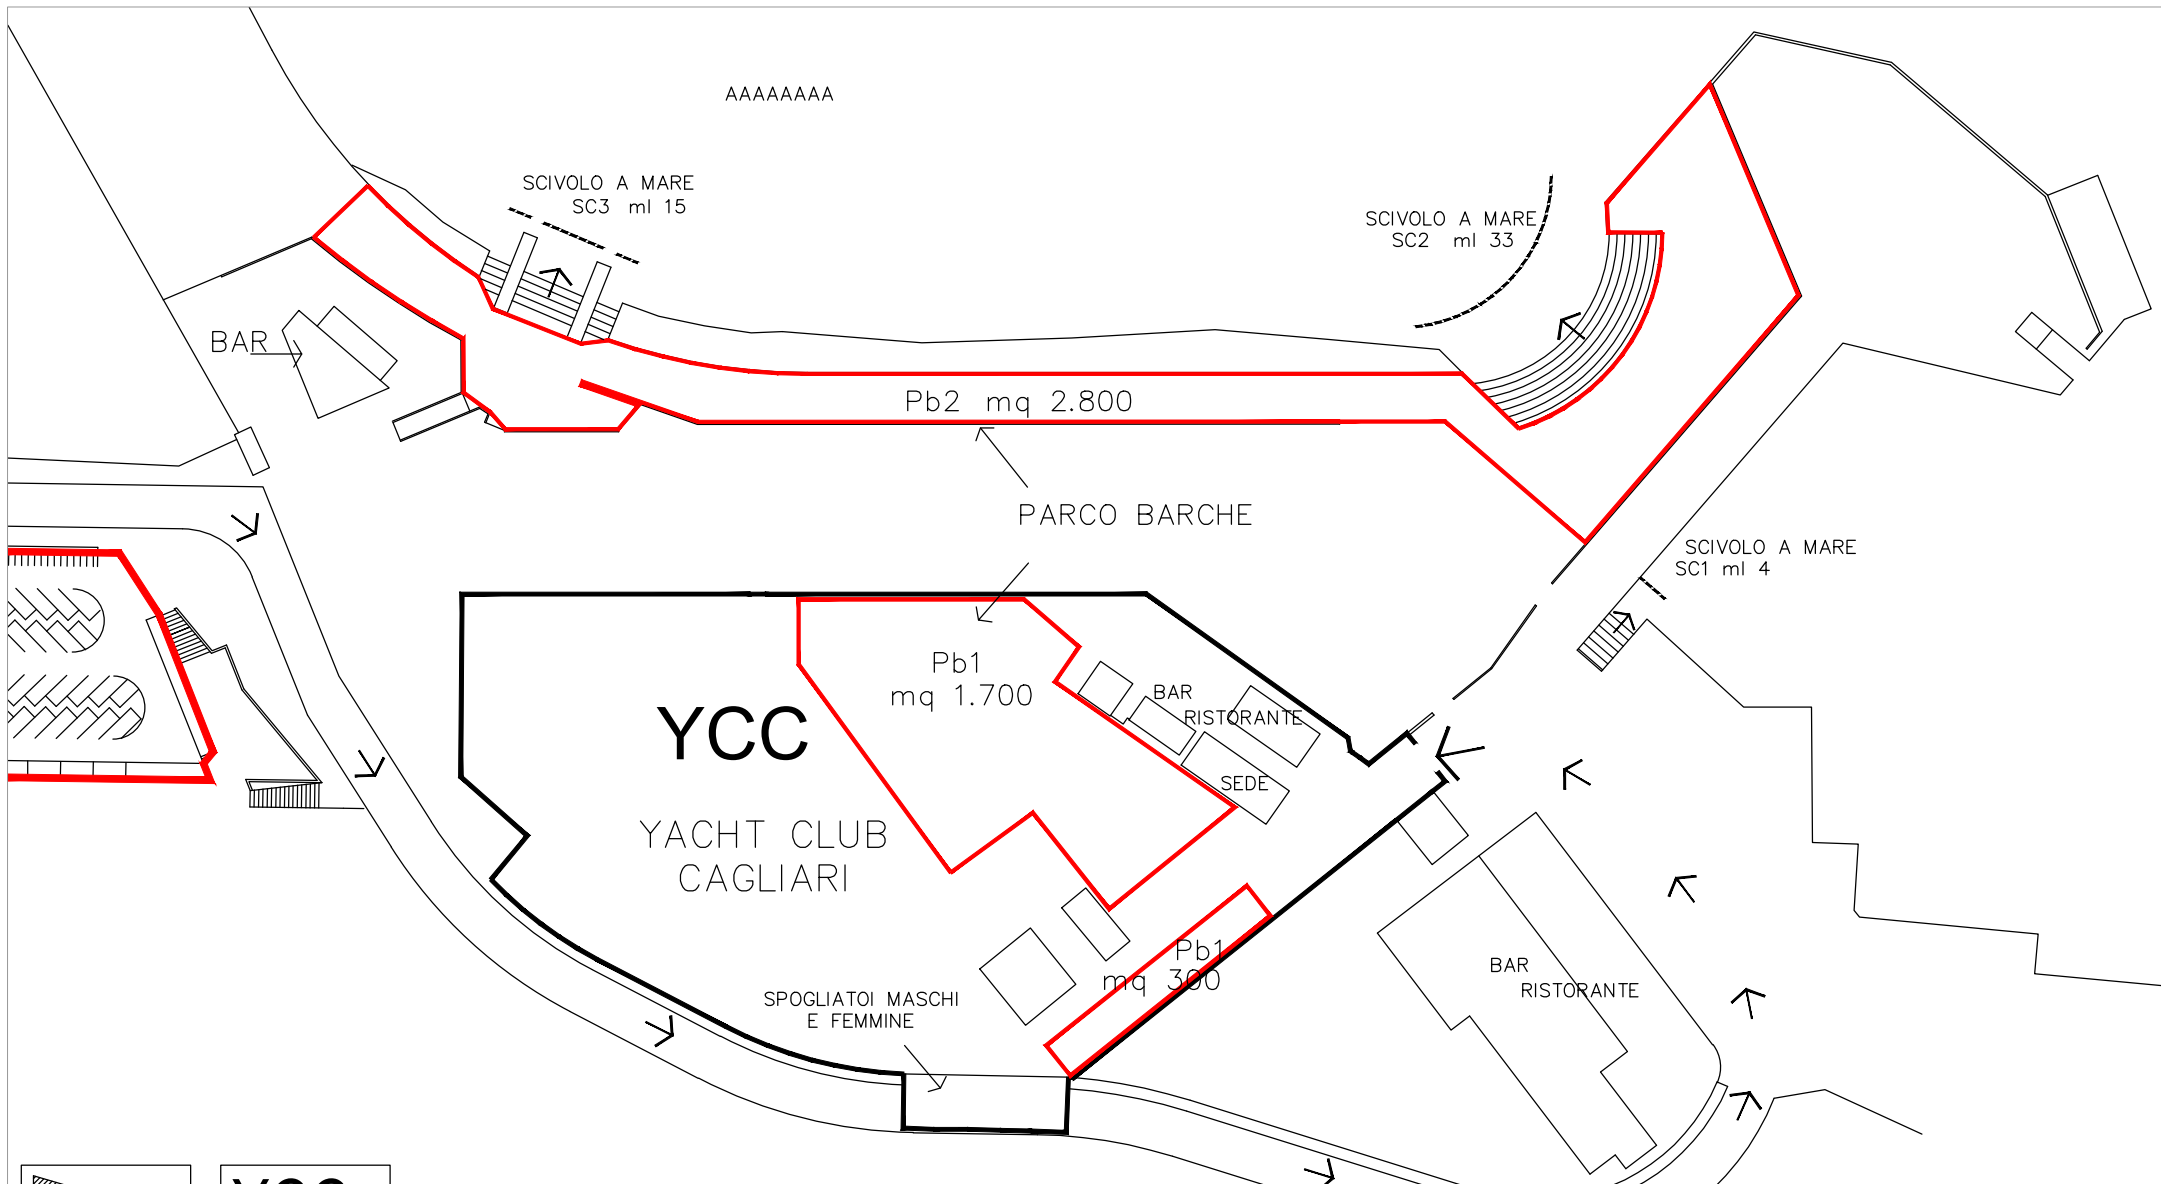 AAAAAAAA
SCIVOLO A MARE
SC3 ml 15
SCIVOLO A MARE
SC2 ml 33
BAR
Pb2 mq 2.800
PARCO BARCHE
SCIVOLO A MARE
SC1 ml 4
Pb1
mq 1.700
BAR
RISTORANTE
YCC
SEDE
YACHT CLUB
CAGLIARI
Pb1
mq 300
BAR
RISTORANTE
SPOGLIATOI MASCHI
E FEMMINE
YCC